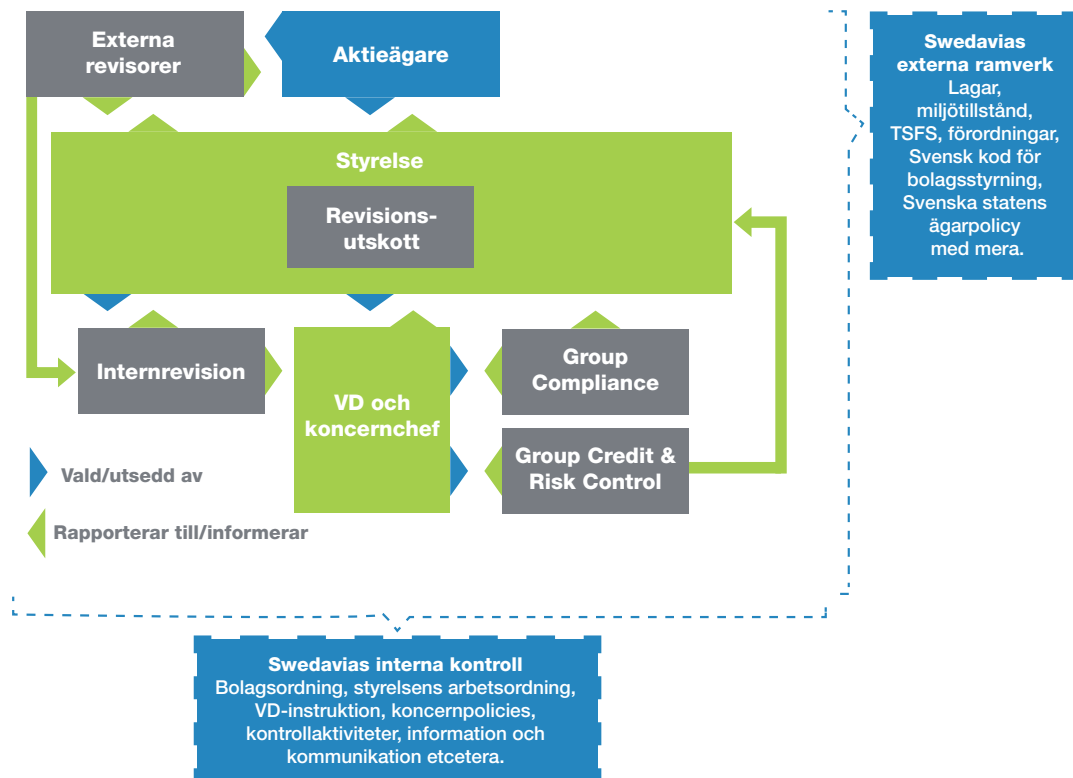 Externa
revisorer
Aktieägare
Styrelse
Revisions-
utskott
Internrevision
VD och
koncernchef
Group
Compliance
Group Credit &
Risk Control
Vald/utsedd av
Rapporterar till/informerar
Swedavias
externa ramverk
Lagar,
miljötillstånd,
TSFS, förordningar,
Svensk kod för
bolagsstyrning,
Svenska statens
ägarpolicy
med mera.
Swedavias interna kontroll
Bolagsordning, styrelsens arbetsordning,
VD-instruktion, koncernpolicies,
kontrollaktiviteter, information och
kommunikation etcetera.